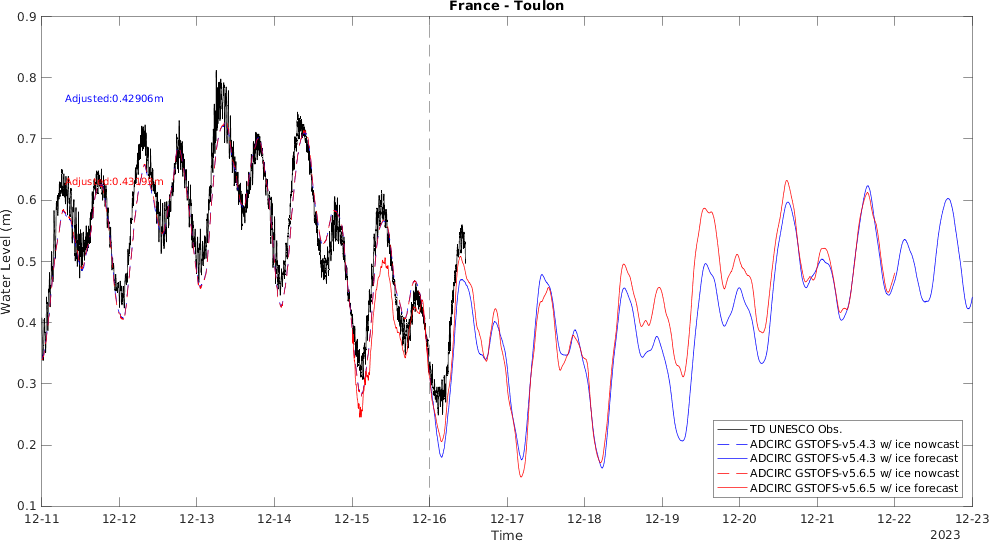 France - Toulon
Water Level (m)
0.9
0.8
0.7
0.6
0.5
0.4
0.3
0.2
0.1
Adjusted:0.42906m
TD UNESCO Obs.
ADCIRC GSTOFS-v5.4.3 w/ ice nowcast
ADCIRC GSTOFS-v5.4.3 w/ ice forecast
ADCIRC GSTOFS-v5.6.5 w/ ice nowcast
ADCIRC GSTOFS-v5.6.5 w/ ice forecast
12-11 12-12 12-13 12-14 12-15 12-16 12-17 12-18 12-19 12-20 12-21 12-22 12-23
Time
2023